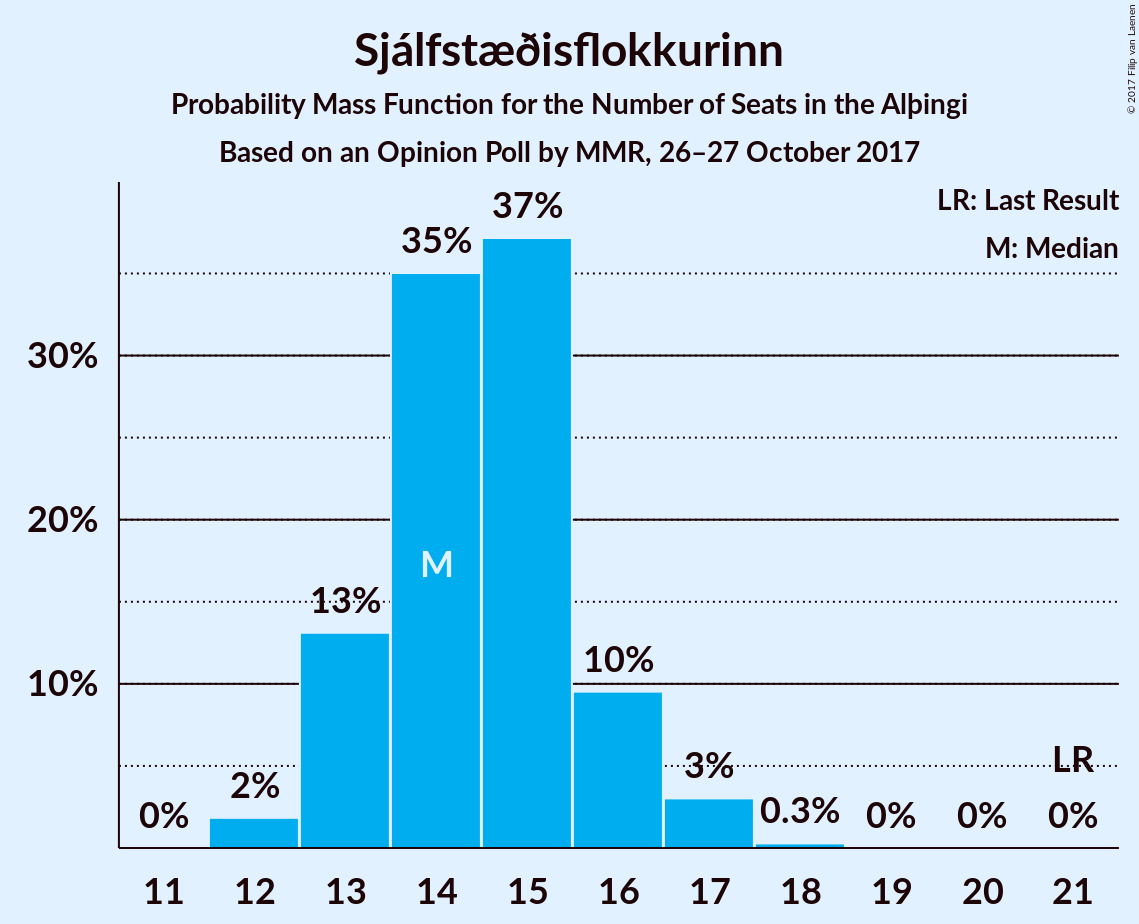 Sjálfstæðisflokkurinn
Probability Mass Function for the Number of Seats in the Alþingi
Based on an Opinion Poll by MMR, 26–27 October 2017
© 2017 Filip van Laenen
LR: Last Result
M: Median
37%
35%
30%
20%
M
13%
10%
10%
LR
3%
2%
0%
0.3%
0%
0%
0%
11 12 13 14 15 16 17 18 19 20 21